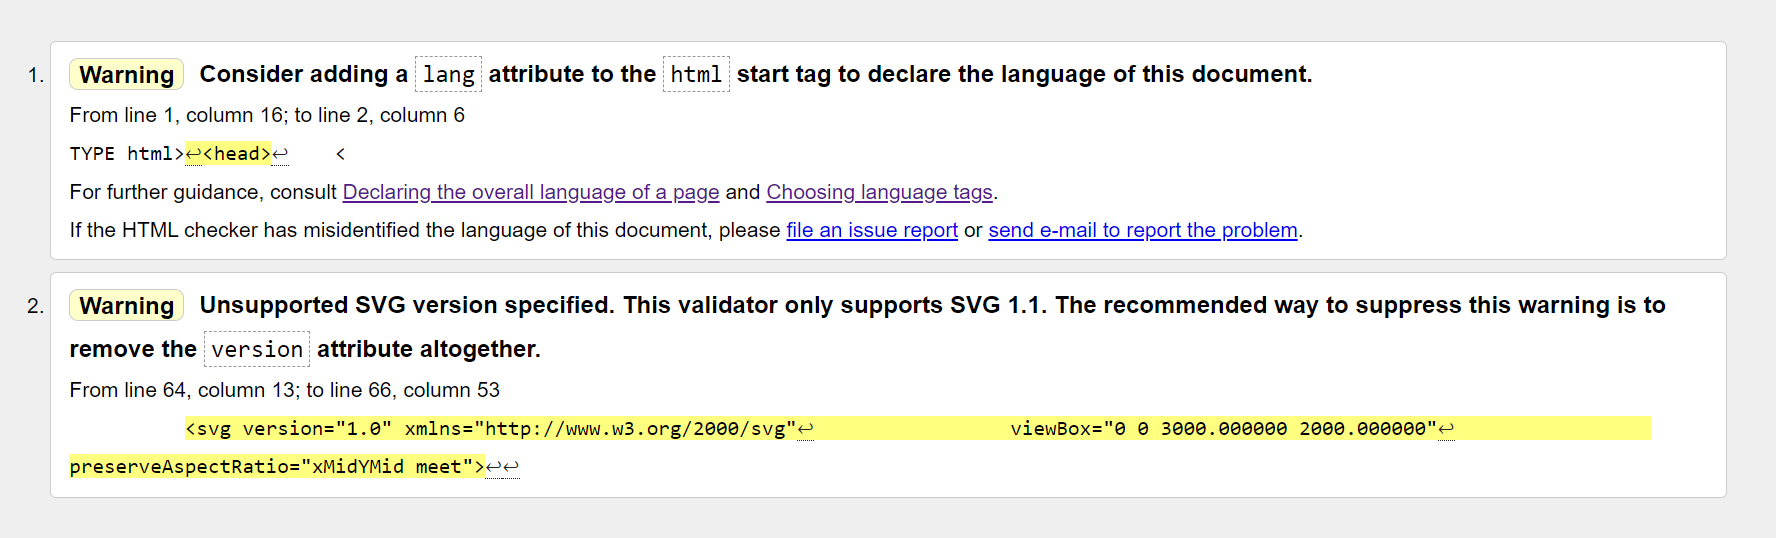 1. Warning Consider adding a lang attribute to the html start tag to declare the language of this document.
From line 1, column 16; to line 2, column 6
TYPE html>↩<head>↩    <
For further guidance, consult Declaring the overall language of a page and Choosing language tags.
If the HTML checker has misidentified the language of this document, please file an issue report or send e-mail to report the problem.
2. Warning Unsupported SVG version specified. This validator only supports SVG 1.1. The recommended way to suppress this warning is to
remove the version attribute altogether.
From line 64, column 13; to line 66, column 53
<svg version="1.0" xmlns="http://www.w3.org/2000/svg"↩                 viewBox="0 0 3000.000000 2000.000000"↩
preserveAspectRatio="xMidYMid meet">↩↩